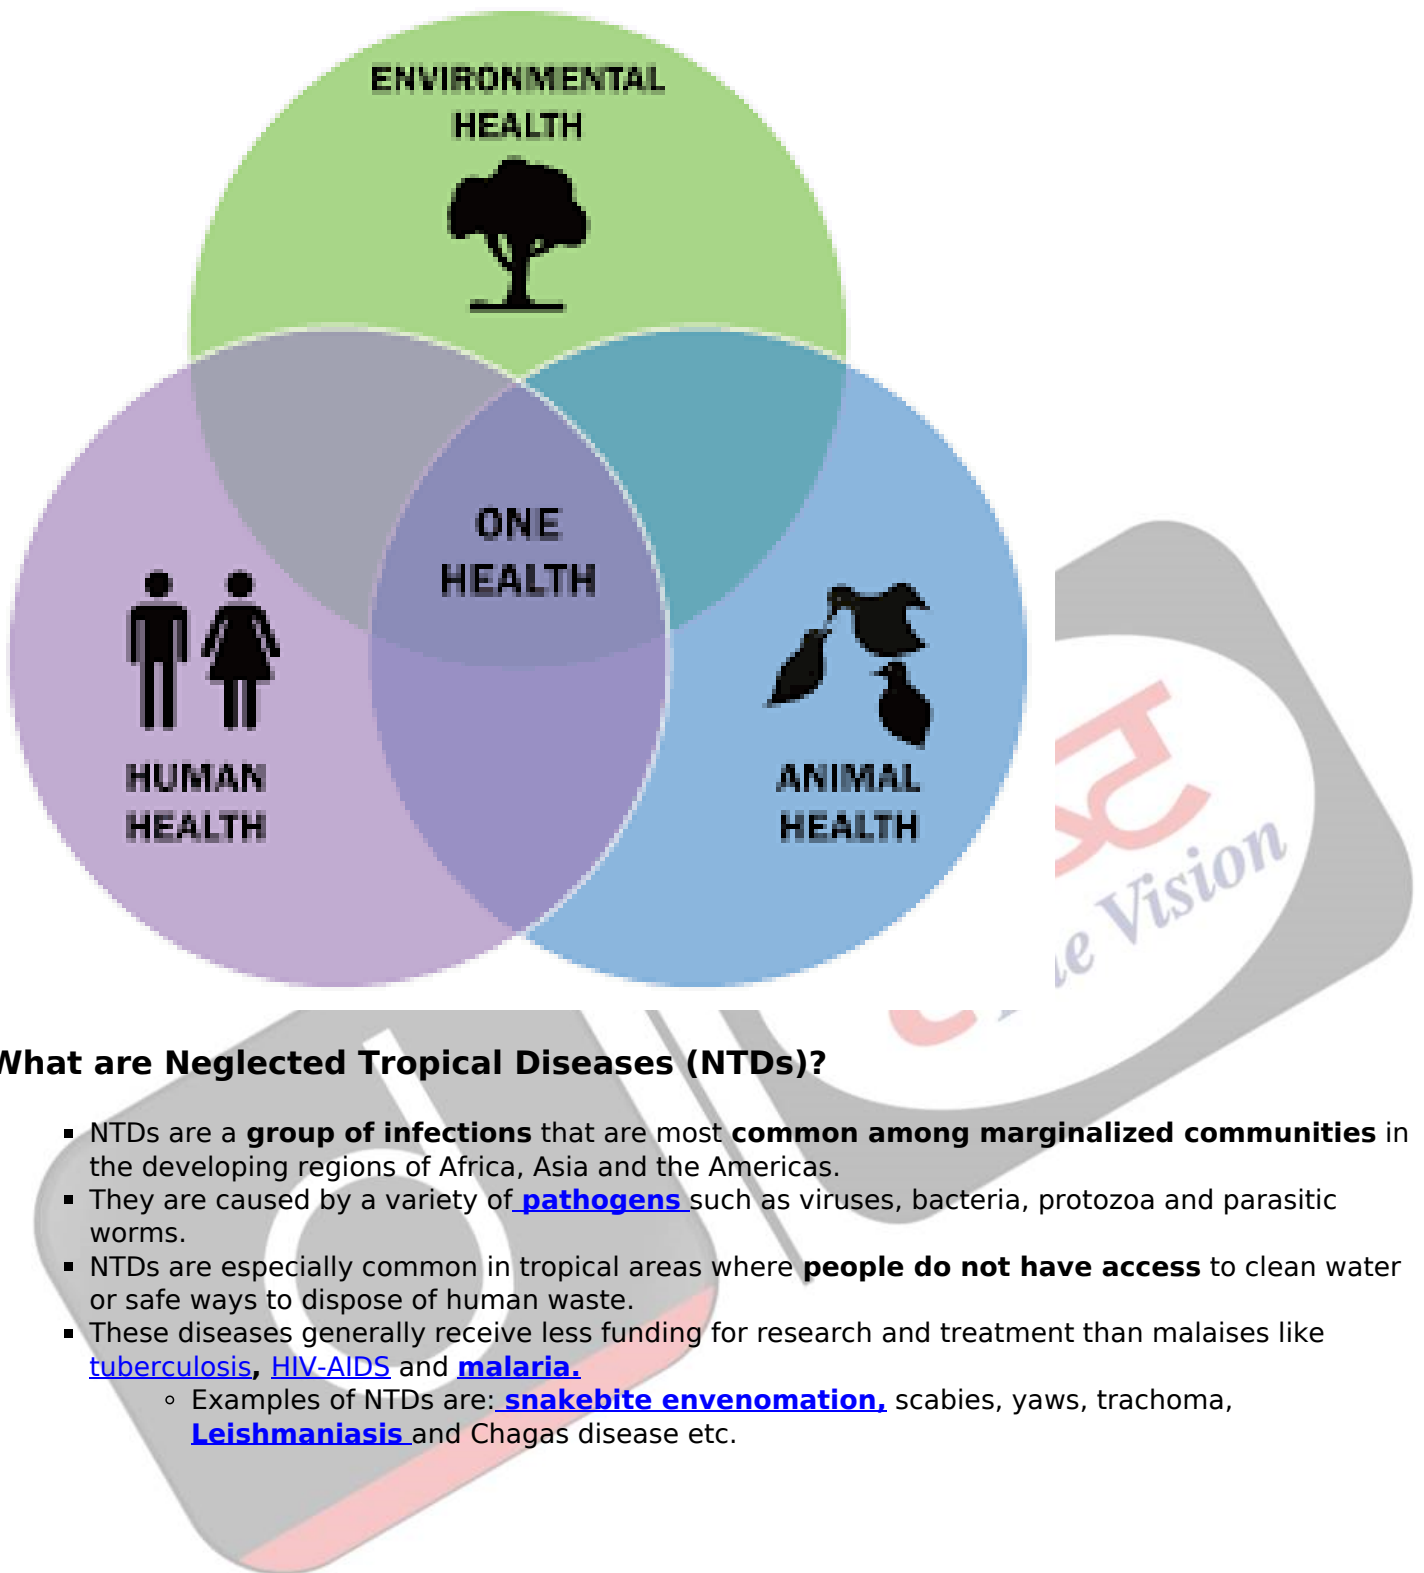 ENVIRONMENTAL
HEALTH
ONE
HEALTH
HUMAN
HEALTH
ANIMAL
HEALTH
Vision
What are Neglected Tropical Diseases (NTDs)?
▪ NTDs are a group of infections that are most common among marginalized communities in
the developing regions of Africa, Asia and the Americas.
▪ They are caused by a variety of pathogens such as viruses, bacteria, protozoa and parasitic
worms.
▪ NTDs are especially common in tropical areas where people do not have access to clean water
or safe ways to dispose of human waste.
▪ These diseases generally receive less funding for research and treatment than malaises like
tuberculosis, HIV-AIDS and malaria.
◦ Examples of NTDs are: snakebite envenomation, scabies, yaws, trachoma,
Leishmaniasis and Chagas disease etc.